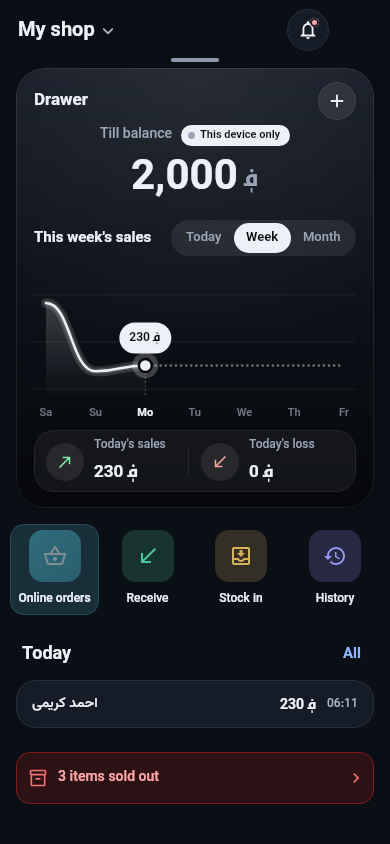 My shop
Drawer
Till balance This device only
2,000 ؋
This week's sales Today Week Month
230 ؋
Sa Su Mo Tu We Th Fr
Today's sales Today's loss
230 ؋ 0 ؋
Online orders Receive Stock in History
Today All
احمد کریمی 230 ؋ 06:11
3 items sold out